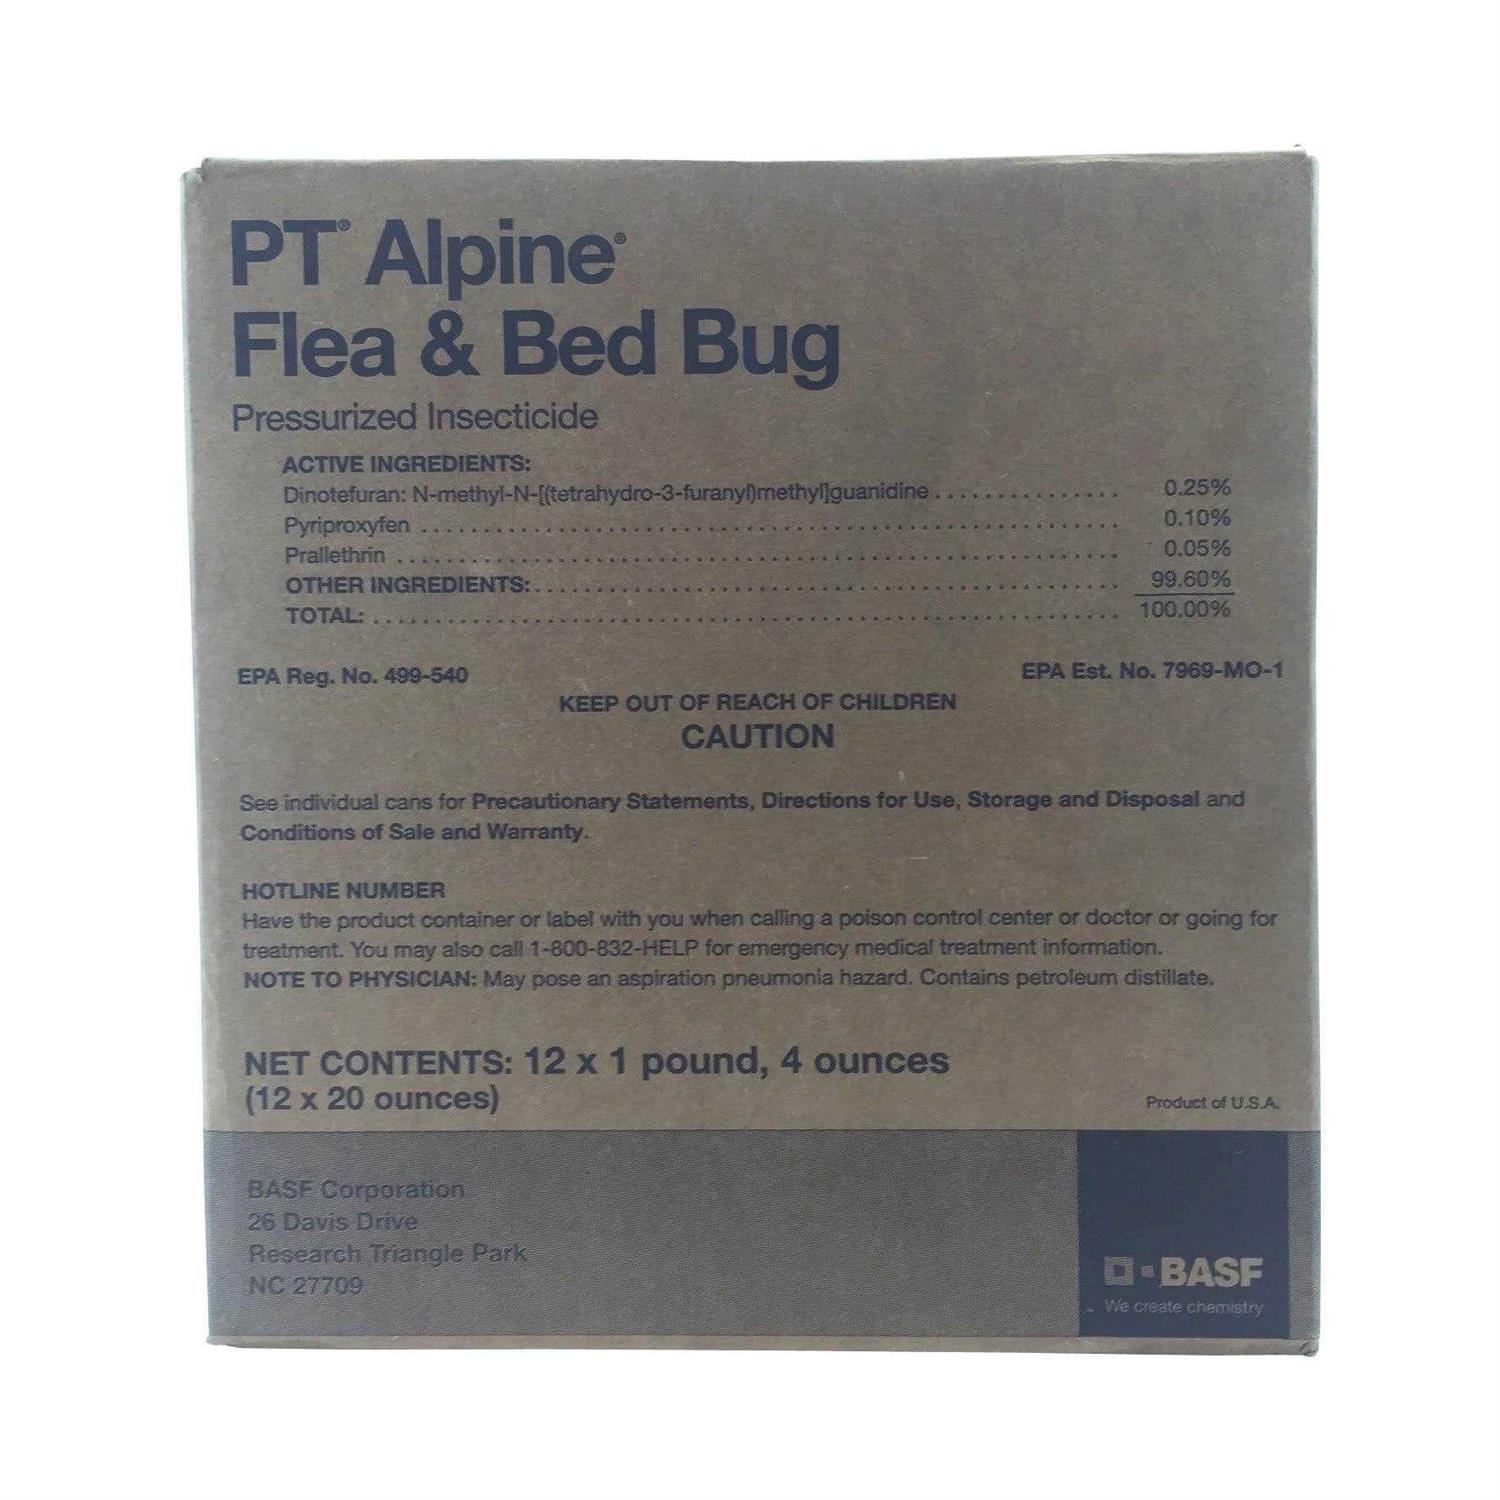 PT® Alpine®
Flea & Bed Bug
Pressurized Insecticide
ACTIVE INGREDIENTS:
Dinotefuran: N-methyl-N-[(tetrahydro-3-furanyl)methyl]guanidine ................ 0.25%
Pyriproxyfen ................................................................ 0.10%
Prallethrin ................................................................ 0.05%
OTHER INGREDIENTS:................................................................ 99.60%
TOTAL: ................................................................ 100.00%
EPA Reg. No. 499-540 EPA Est. No. 7969-MO-1
KEEP OUT OF REACH OF CHILDREN
CAUTION
See individual cans for Precautionary Statements, Directions for Use, Storage and Disposal and
Conditions of Sale and Warranty.
HOTLINE NUMBER
Have the product container or label with you when calling a poison control center or doctor or going for
treatment. You may also call 1-800-832-HELP for emergency medical treatment information.
NOTE TO PHYSICIAN: May pose an aspiration pneumonia hazard. Contains petroleum distillate.
NET CONTENTS: 12 x 1 pound, 4 ounces
(12 x 20 ounces)
Product of U.S.A.
BASF Corporation
26 Davis Drive
Research Triangle Park
NC 27709
BASF
We create chemistry